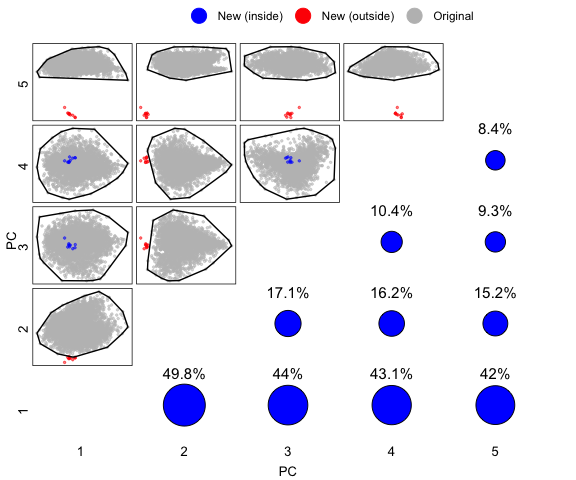 New (inside) New (outside) Original
5
4 8.4%
PC
3 10.4% 9.3%
2 17.1% 16.2% 15.2%
1 49.8% 44% 43.1% 42%
1 2 3 4 5
PC